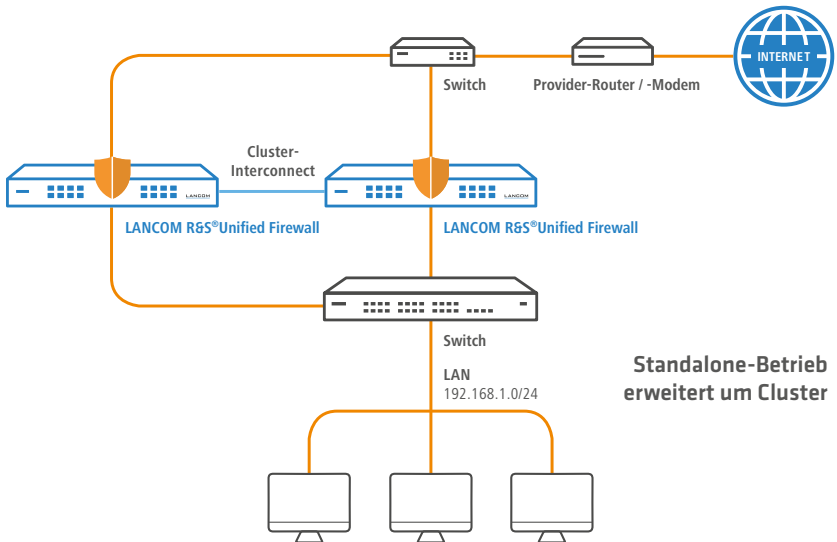 INTERNET
Switch
Provider-Router / -Modem
Cluster-
Interconnect
LANCOM
LANCOM
LANCOM R&S®Unified Firewall
LANCOM R&S®Unified Firewall
Switch
LAN
192.168.1.0/24
Standalone-Betrieb
erweitert um Cluster